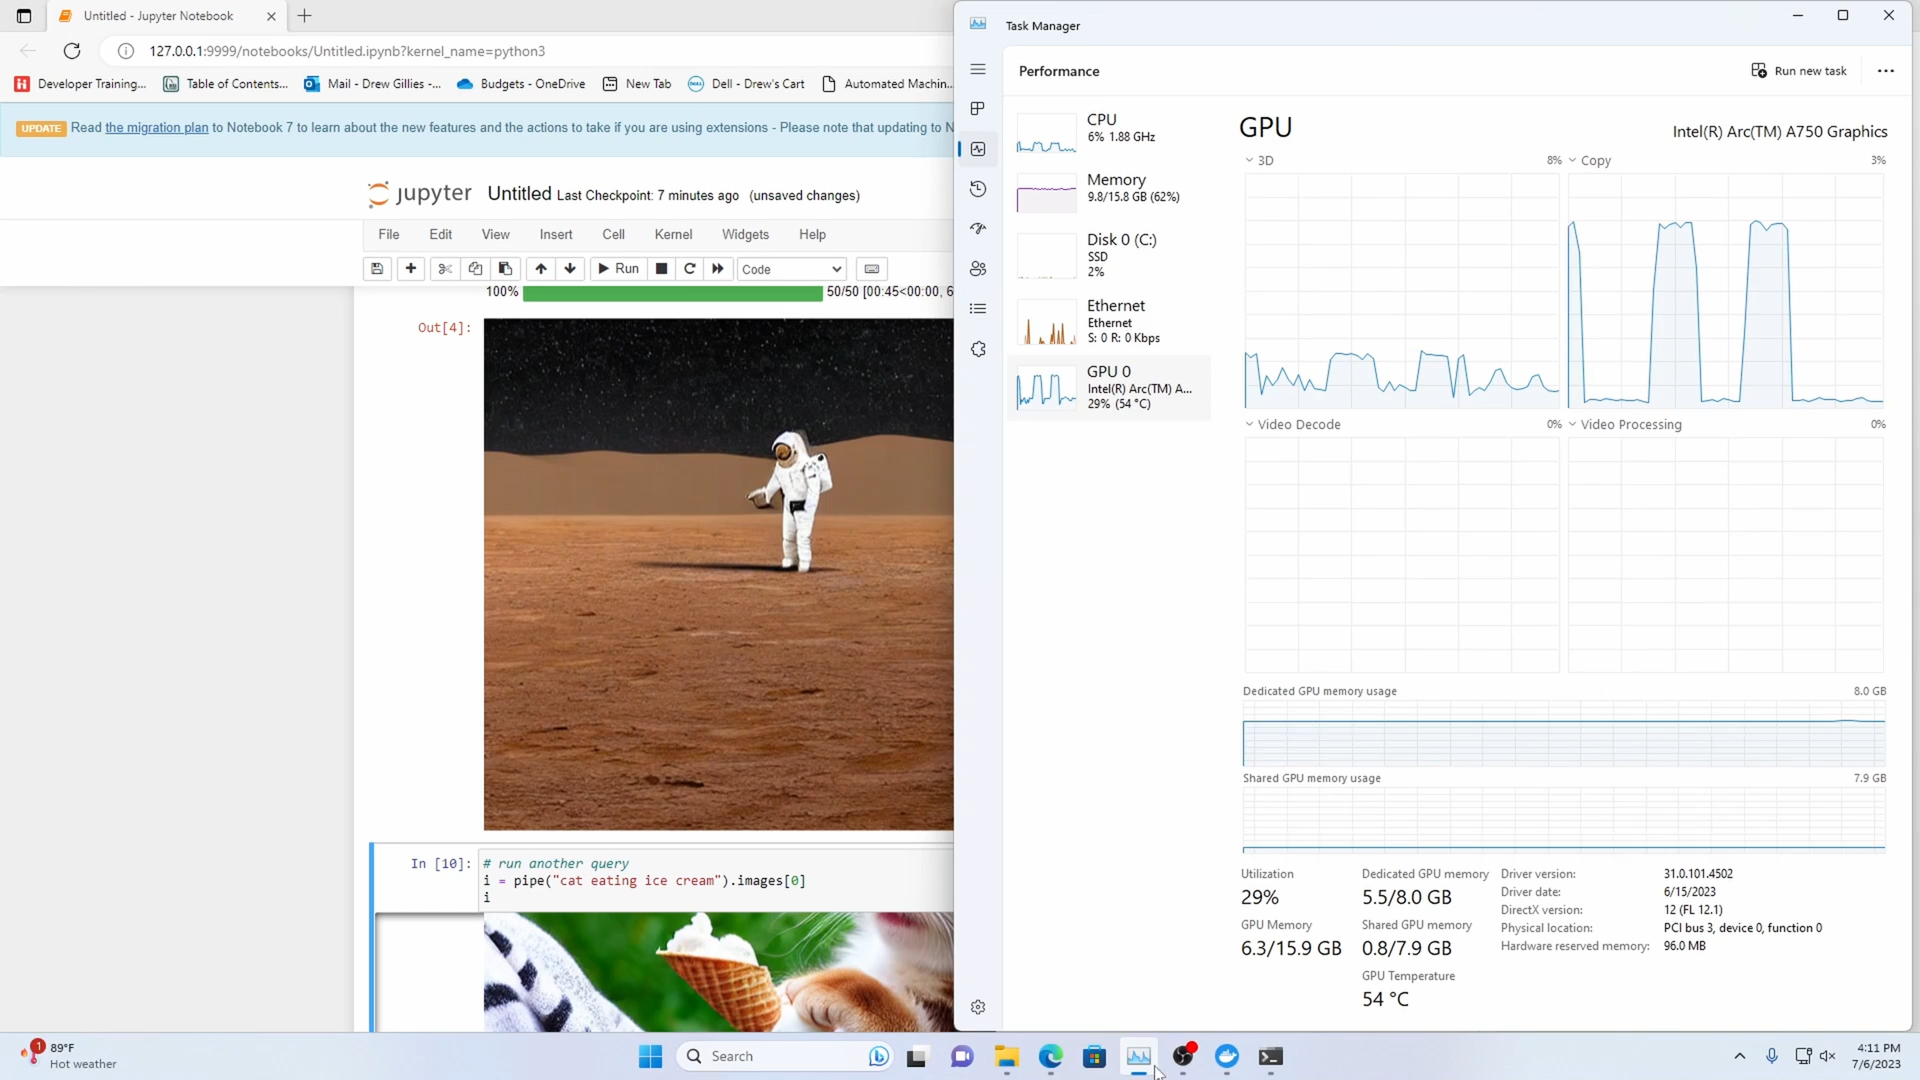 Untitled - Jupyter Notebook
127.0.0.1:9999/notebooks/Untitled.ipynb?kernel_name=python3
Developer Training...
Table of Contents...
Mail - Drew Gillies -...
Budgets - OneDrive
New Tab
Dell - Drew's Cart
Automated Machin...
UPDATE Read the migration plan to Notebook 7 to learn about the new features and the actions to take if you are using extensions - Please note that updating to N
jupyter Untitled Last Checkpoint: 7 minutes ago (unsaved changes)
File Edit View Insert Cell Kernel Widgets Help
Run Code
100% 50/50 [00:45<00:00, 6
Out[4]:
In [10]: # run another query
i = pipe("cat eating ice cream").images[0]
i
Task Manager
Performance
Run new task
CPU
6% 1.88 GHz
Memory
9.8/15.8 GB (62%)
Disk 0 (C:)
SSD
2%
Ethernet
Ethernet
S: 0 R: 0 Kbps
GPU 0
Intel(R) Arc(TM) A...
29% (54 °C)
GPU
Intel(R) Arc(TM) A750 Graphics
3D 8%
Copy 3%
Video Decode 0%
Video Processing 0%
Dedicated GPU memory usage 8.0 GB
Shared GPU memory usage 7.9 GB
Utilization
29%
GPU Memory
6.3/15.9 GB
Dedicated GPU memory
5.5/8.0 GB
Shared GPU memory
0.8/7.9 GB
GPU Temperature
54 °C
Driver version: 31.0.101.4502
Driver date: 6/15/2023
DirectX version: 12 (FL 12.1)
Physical location: PCI bus 3, device 0, function 0
Hardware reserved memory: 96.0 MB
1
89°F
Hot weather
Search
4:11 PM
7/6/2023